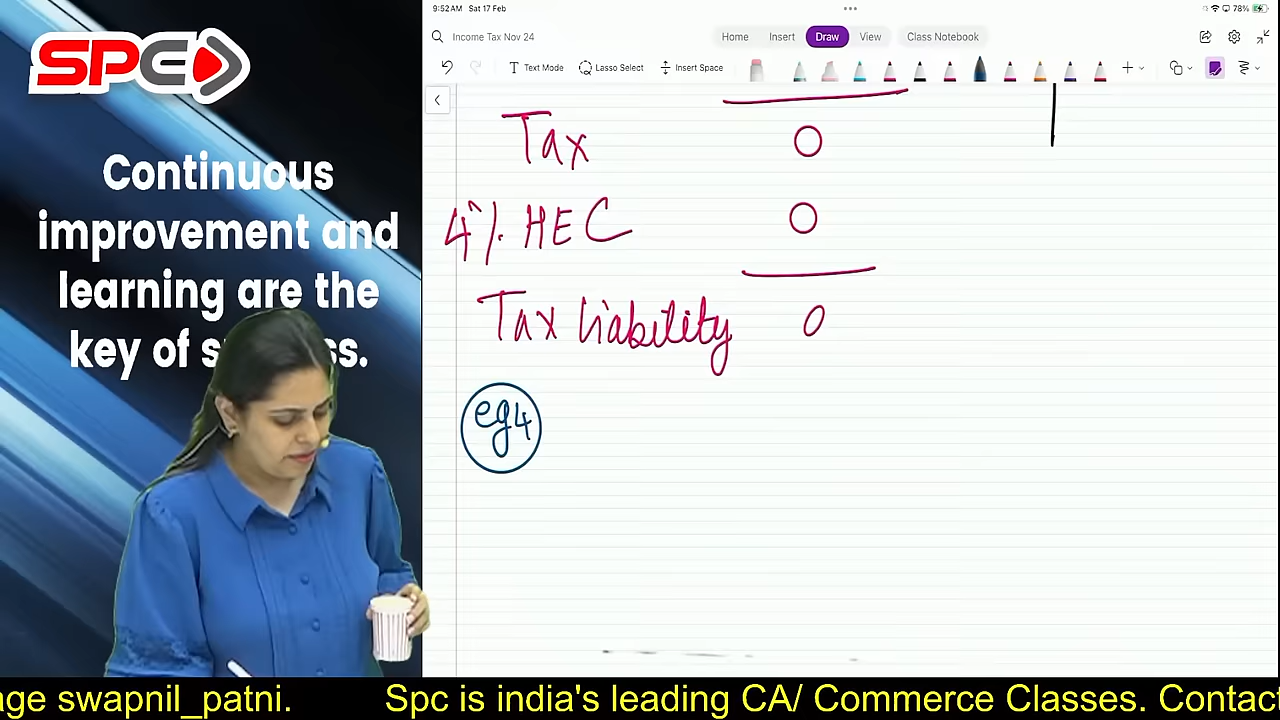 9:52 AM Sat 17 Feb
78%
Income Tax Nov 24
Home Insert Draw View Class Notebook
Text Mode Lasso Select Insert Space
SPC
Continuous
improvement and
learning are the
key of s ss.
Tax 0
4% HEC 0
Tax liability 0
eg4
age swapnil_patni. Spc is india's leading CA/ Commerce Classes. Contact